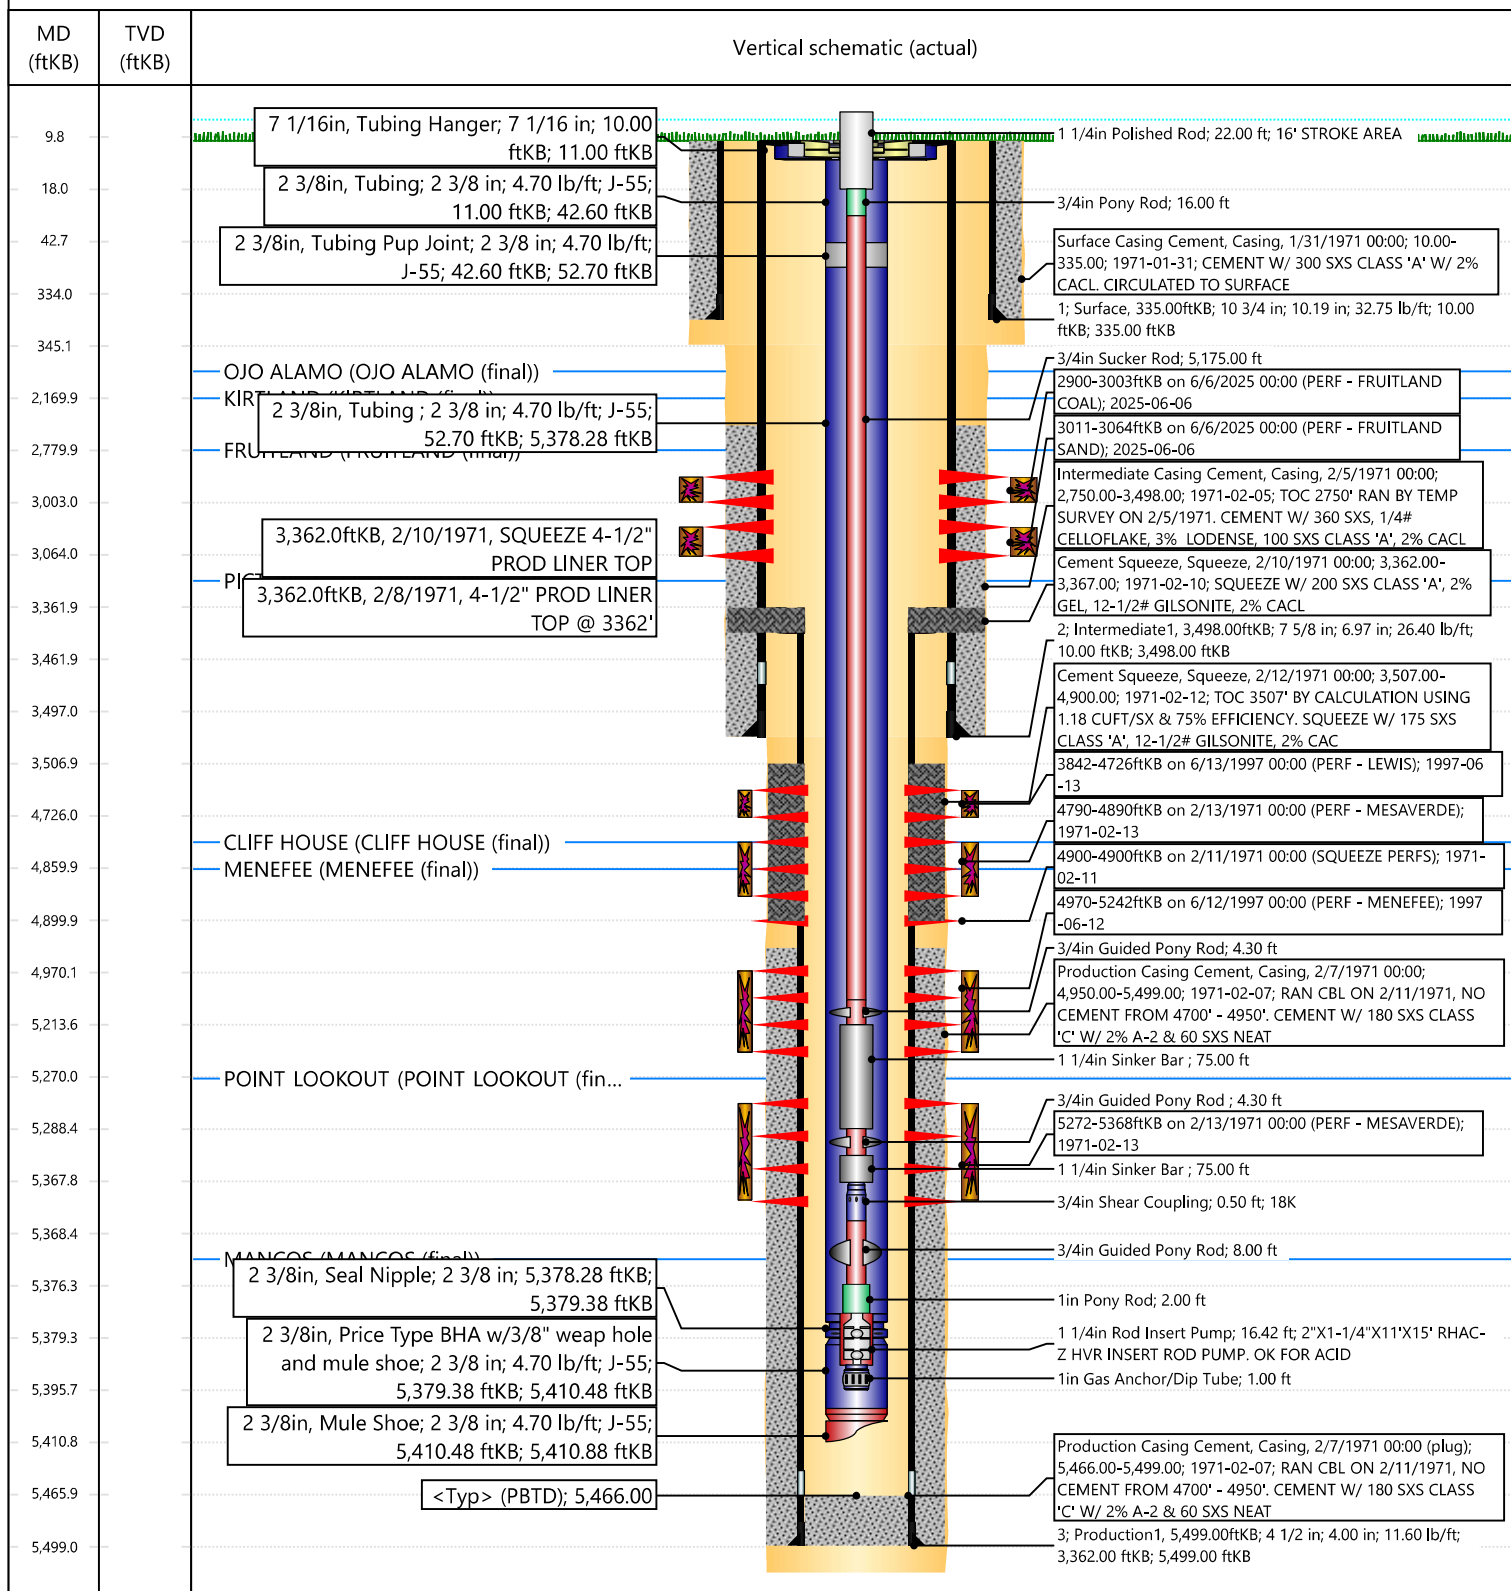 MD
(ftKB)
TVD
(ftKB)
Vertical schematic (actual)
9.8
18.0
42.7
334.0
345.1
2,169.9
2,779.9
3,003.0
3,064.0
3,361.9
3,461.9
3,497.0
3,506.9
4,726.0
4,859.9
4,899.9
4,970.1
5,213.6
5,270.0
5,288.4
5,367.8
5,368.4
5,376.3
5,379.3
5,395.7
5,410.8
5,465.9
5,499.0
7 1/16in, Tubing Hanger; 7 1/16 in; 10.00
ftKB; 11.00 ftKB
2 3/8in, Tubing; 2 3/8 in; 4.70 lb/ft; J-55;
11.00 ftKB; 42.60 ftKB
2 3/8in, Tubing Pup Joint; 2 3/8 in; 4.70 lb/ft;
J-55; 42.60 ftKB; 52.70 ftKB
OJO ALAMO (OJO ALAMO (final))
KIRTLAND (KIRTLAND (final))
2 3/8in, Tubing ; 2 3/8 in; 4.70 lb/ft; J-55;
52.70 ftKB; 5,378.28 ftKB
FRUITLAND (FRUITLAND (final))
3,362.0ftKB, 2/10/1971, SQUEEZE 4-1/2"
PROD LINER TOP
3,362.0ftKB, 2/8/1971, 4-1/2" PROD LINER
TOP @ 3362'
CLIFF HOUSE (CLIFF HOUSE (final))
MENEFEE (MENEFEE (final))
POINT LOOKOUT (POINT LOOKOUT (fin...
MANCOS (MANCOS (final))
2 3/8in, Seal Nipple; 2 3/8 in; 5,378.28 ftKB;
5,379.38 ftKB
2 3/8in, Price Type BHA w/3/8" weap hole
and mule shoe; 2 3/8 in; 4.70 lb/ft; J-55;
5,379.38 ftKB; 5,410.48 ftKB
2 3/8in, Mule Shoe; 2 3/8 in; 4.70 lb/ft; J-55;
5,410.48 ftKB; 5,410.88 ftKB
<Typ> (PBTD); 5,466.00
1 1/4in Polished Rod; 22.00 ft; 16' STROKE AREA
3/4in Pony Rod; 16.00 ft
Surface Casing Cement, Casing, 1/31/1971 00:00; 10.00-
335.00; 1971-01-31; CEMENT W/ 300 SXS CLASS 'A' W/ 2%
CACL. CIRCULATED TO SURFACE
1; Surface, 335.00ftKB; 10 3/4 in; 10.19 in; 32.75 lb/ft; 10.00
ftKB; 335.00 ftKB
3/4in Sucker Rod; 5,175.00 ft
2900-3003ftKB on 6/6/2025 00:00 (PERF - FRUITLAND
COAL); 2025-06-06
3011-3064ftKB on 6/6/2025 00:00 (PERF - FRUITLAND
SAND); 2025-06-06
Intermediate Casing Cement, Casing, 2/5/1971 00:00;
2,750.00-3,498.00; 1971-02-05; TOC 2750' RAN BY TEMP
SURVEY ON 2/5/1971. CEMENT W/ 360 SXS, 1/4#
CELLOFLAKE, 3% LODENSE, 100 SXS CLASS 'A', 2% CACL
Cement Squeeze, Squeeze, 2/10/1971 00:00; 3,362.00-
3,367.00; 1971-02-10; SQUEEZE W/ 200 SXS CLASS 'A', 2%
GEL, 12-1/2# GILSONITE, 2% CACL
2; Intermediate1, 3,498.00ftKB; 7 5/8 in; 6.97 in; 26.40 lb/ft;
10.00 ftKB; 3,498.00 ftKB
Cement Squeeze, Squeeze, 2/12/1971 00:00; 3,507.00-
4,900.00; 1971-02-12; TOC 3507' BY CALCULATION USING
1.18 CUFT/SX & 75% EFFICIENCY. SQUEEZE W/ 175 SXS
CLASS 'A', 12-1/2# GILSONITE, 2% CAC
3842-4726ftKB on 6/13/1997 00:00 (PERF - LEWIS); 1997-06
-13
4790-4890ftKB on 2/13/1971 00:00 (PERF - MESAVERDE);
1971-02-13
4900-4900ftKB on 2/11/1971 00:00 (SQUEEZE PERFS); 1971-
02-11
4970-5242ftKB on 6/12/1997 00:00 (PERF - MENEFEE); 1997
-06-12
3/4in Guided Pony Rod; 4.30 ft
Production Casing Cement, Casing, 2/7/1971 00:00;
4,950.00-5,499.00; 1971-02-07; RAN CBL ON 2/11/1971, NO
CEMENT FROM 4700' - 4950'. CEMENT W/ 180 SXS CLASS
'C' W/ 2% A-2 & 60 SXS NEAT
1 1/4in Sinker Bar ; 75.00 ft
3/4in Guided Pony Rod ; 4.30 ft
5272-5368ftKB on 2/13/1971 00:00 (PERF - MESAVERDE);
1971-02-13
1 1/4in Sinker Bar ; 75.00 ft
3/4in Shear Coupling; 0.50 ft; 18K
3/4in Guided Pony Rod; 8.00 ft
1in Pony Rod; 2.00 ft
1 1/4in Rod Insert Pump; 16.42 ft; 2"X1-1/4"X11'X15' RHAC-
Z HVR INSERT ROD PUMP. OK FOR ACID
1in Gas Anchor/Dip Tube; 1.00 ft
Production Casing Cement, Casing, 2/7/1971 00:00 (plug);
5,466.00-5,499.00; 1971-02-07; RAN CBL ON 2/11/1971, NO
CEMENT FROM 4700' - 4950'. CEMENT W/ 180 SXS CLASS
'C' W/ 2% A-2 & 60 SXS NEAT
3; Production1, 5,499.00ftKB; 4 1/2 in; 4.00 in; 11.60 lb/ft;
3,362.00 ftKB; 5,499.00 ftKB